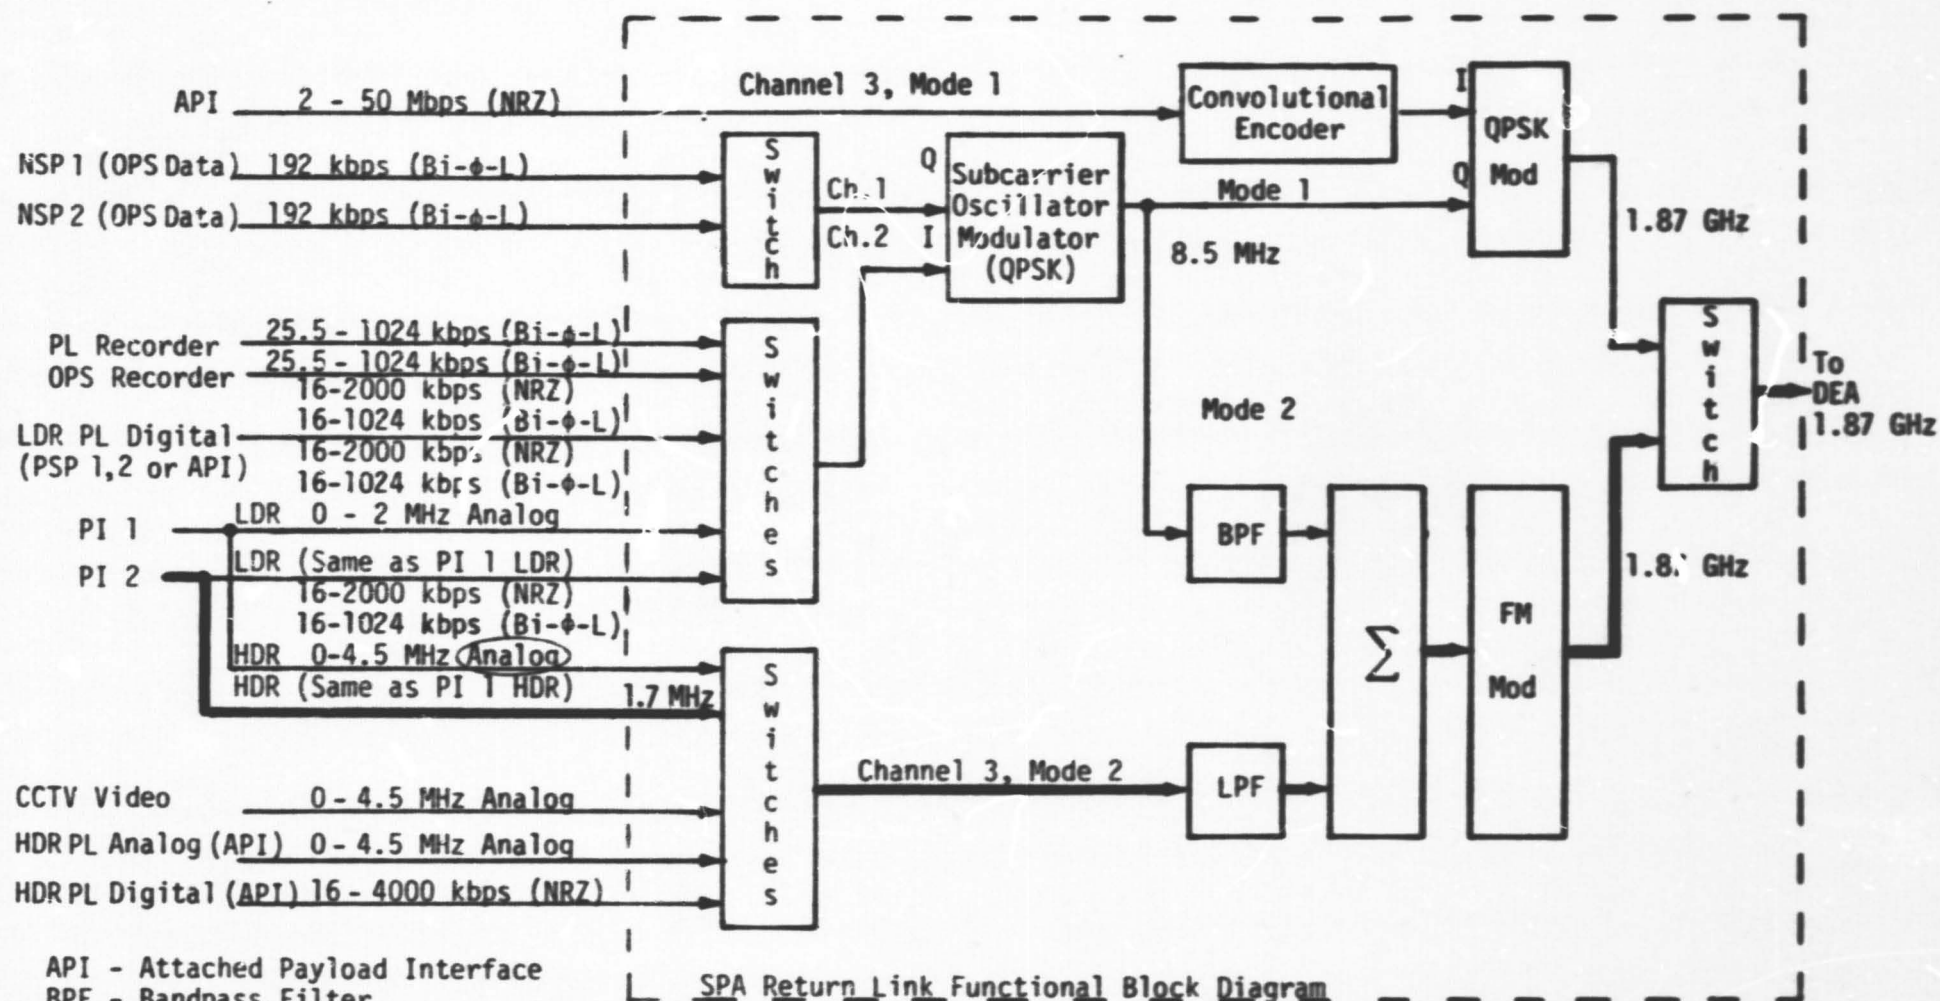 Channel 3, Mode 1
API 2 - 50 Mbps (NRZ)
Convolutional
Encoder
I
QPSK
Q Mod
NSP 1 (OPS Data) 192 kbps (Bi-ϕ-L)
NSP 2 (OPS Data) 192 kbps (Bi-ϕ-L)
Switch
Ch.1
Ch.2
Q
I
Subcarrier
Oscillator
Modulator
(QPSK)
Mode 1
8.5 MHz
1.87 GHz
PL Recorder 25.5 - 1024 kbps (Bi-ϕ-L)
OPS Recorder 25.5 - 1024 kbps (Bi-ϕ-L)
16-2000 kbps (NRZ)
16-1024 kbps (Bi-ϕ-L)
LDR PL Digital
(PSP 1,2 or API)
16-2000 kbps (NRZ)
16-1024 kbps (Bi-ϕ-L)
PI 1 LDR 0 - 2 MHz Analog
PI 2 LDR (Same as PI 1 LDR)
16-2000 kbps (NRZ)
16-1024 kbps (Bi-ϕ-L)
HDR 0-4.5 MHz Analog
HDR (Same as PI 1 HDR)
1.7 MHz
Switches
Mode 2
BPF
Σ
FM
Mod
1.8 GHz
Switch
To
DEA
1.87 GHz
CCTV Video 0 - 4.5 MHz Analog
HDR PL Analog (API) 0 - 4.5 MHz Analog
HDR PL Digital (API) 16 - 4000 kbps (NRZ)
Switches
Channel 3, Mode 2
LPF
API - Attached Payload Interface
BPF - Bandpass Filter
SPA Return Link Functional Block Diagram